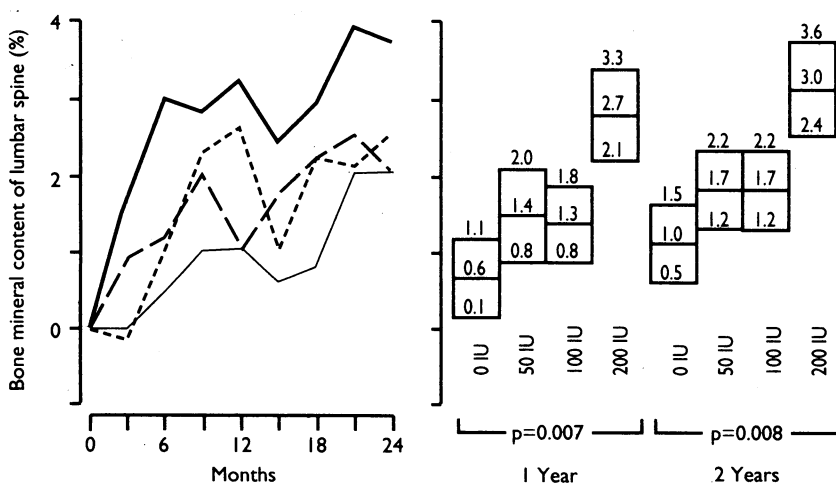 Bone mineral content of lumbar spine (%)
4
2
0
0
6
12
18
24
Months
1.1
0.6
0.1
2.0
1.4
0.8
1.8
1.3
0.8
3.3
2.7
2.1
0 IU
50 IU
100 IU
200 IU
p=0.007
1 Year
1.5
1.0
0.5
2.2
1.7
1.2
2.2
1.7
1.2
3.6
3.0
2.4
0 IU
50 IU
100 IU
200 IU
p=0.008
2 Years